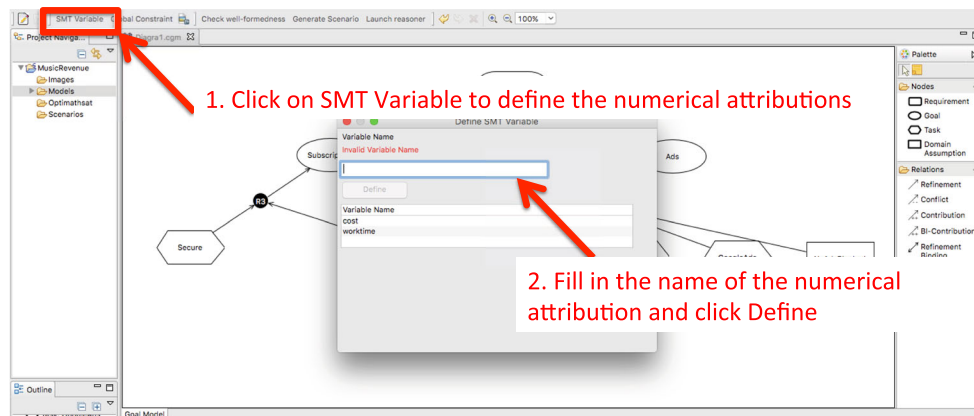 SMT Variable Global Constraint Check well-formedness Generate Scenario Launch reasoner 100%
Project Naviga...
Diagra1.cgm
MusicRevenue
Images
Models
Optimathsat
Scenarios
1. Click on SMT Variable to define the numerical attributions
Define SMT Variable
Variable Name
Invalid Variable Name
Define
Variable Name
cost
worktime
Subscrip
Ads
R3
Secure
GoogleAds
2. Fill in the name of the numerical
attribution and click Define
Palette
Nodes
Requirement
Goal
Task
Domain
Assumption
Relations
Refinement
Conflict
Contribution
BI-Contribution
Refinement
Binding
Outline
Goal Model